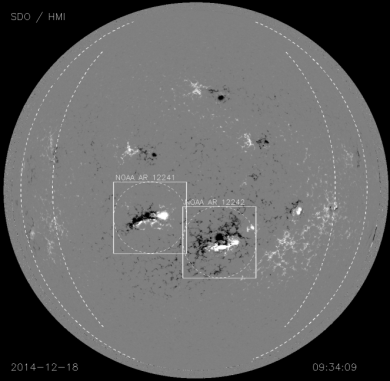 SDO / HMI
NOAA AR 12241
NOAA AR 12242
2014-12-18
09:34:09